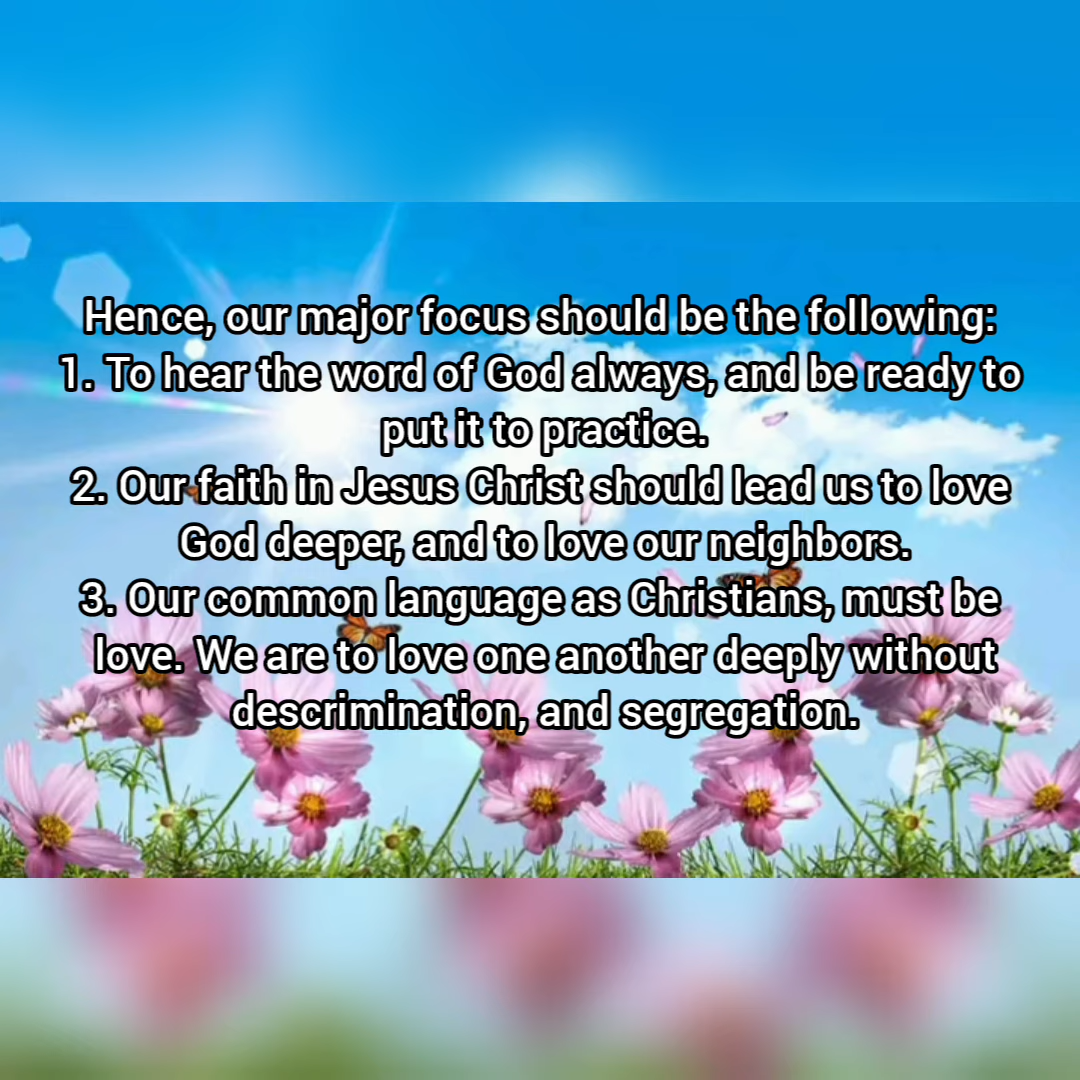 Hence, our major focus should be the following:
1. To hear the word of God always, and be ready to
put it to practice.
2. Our faith in Jesus Christ should lead us to love
God deeper, and to love our neighbors.
3. Our common language as Christians, must be
love. We are to love one another deeply without
descrimination, and segregation.